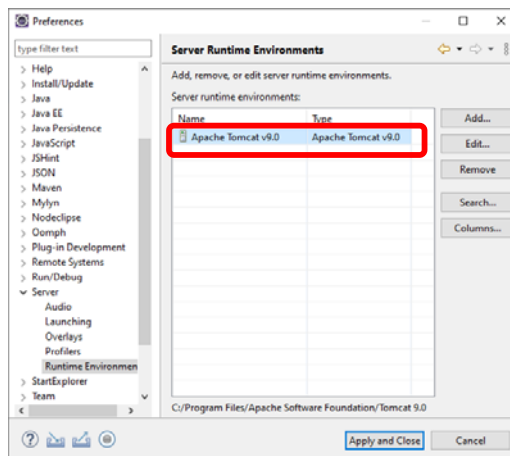 Preferences
type filter text
Help
Install/Update
Java
Java EE
Java Persistence
JavaScript
JSHint
JSON
Maven
Mylyn
Nodeclipse
Oomph
Plug-in Development
Remote Systems
Run/Debug
Server
Audio
Launching
Overlays
Profilers
Runtime Environmen
StartExplorer
Team
Server Runtime Environments
Add, remove, or edit server runtime environments.
Server runtime environments:
Name Type
Apache Tomcat v9.0 Apache Tomcat v9.0
Add...
Edit...
Remove
Search...
Columns...
C:/Program Files/Apache Software Foundation/Tomcat 9.0
Apply and Close Cancel